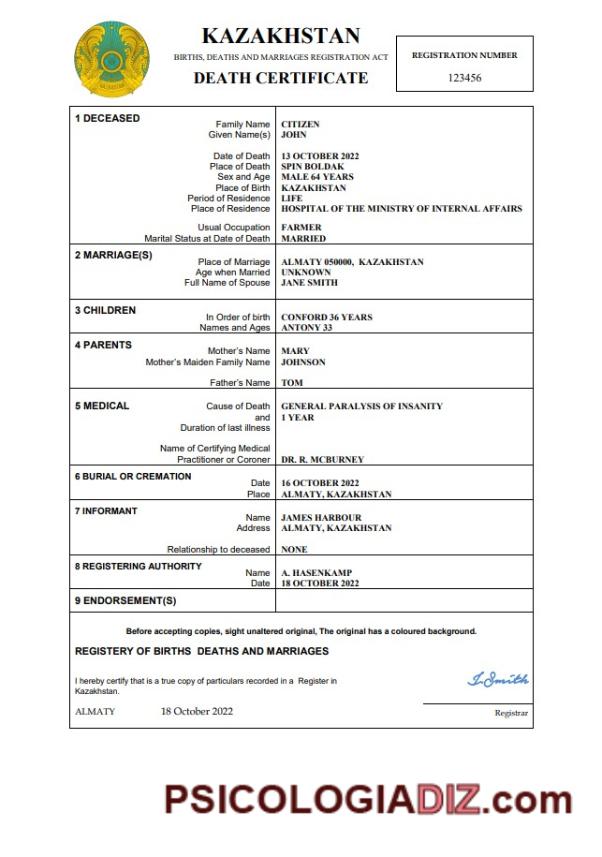 KAZAKHSTAN
BIRTHS, DEATHS AND MARRIAGES REGISTRATION ACT
DEATH CERTIFICATE
REGISTRATION NUMBER
123456
1 DECEASED
Family Name CITIZEN
Given Name(s) JOHN
Date of Death 13 OCTOBER 2022
Place of Death SPIN BOLDAK
Sex and Age MALE 64 YEARS
Place of Birth KAZAKHSTAN
Period of Residence LIFE
Place of Residence HOSPITAL OF THE MINISTRY OF INTERNAL AFFAIRS
Usual Occupation FARMER
Marital Status at Date of Death MARRIED
2 MARRIAGE(S)
Place of Marriage ALMATY 050000, KAZAKHSTAN
Age when Married UNKNOWN
Full Name of Spouse JANE SMITH
3 CHILDREN
In Order of birth CONFORD 36 YEARS
Names and Ages ANTONY 33
4 PARENTS
Mother's Name MARY
Mother's Maiden Family Name JOHNSON
Father's Name TOM
5 MEDICAL
Cause of Death GENERAL PARALYSIS OF INSANITY
and 1 YEAR
Duration of last illness
Name of Certifying Medical
Practitioner or Coroner DR. R. MCBURNEY
6 BURIAL OR CREMATION
Date 16 OCTOBER 2022
Place ALMATY, KAZAKHSTAN
7 INFORMANT
Name JAMES HARBOUR
Address ALMATY, KAZAKHSTAN
Relationship to deceased NONE
8 REGISTERING AUTHORITY
Name A. HASENKAMP
Date 18 OCTOBER 2022
9 ENDORSEMENT(S)
Before accepting copies, sight unaltered original, The original has a coloured background.
REGISTERY OF BIRTHS DEATHS AND MARRIAGES
I hereby certify that is a true copy of particulars recorded in a Register in
Kazakhstan.
I.Smith
ALMATY 18 October 2022
Registrar
PSICOLOGIADIZ.com